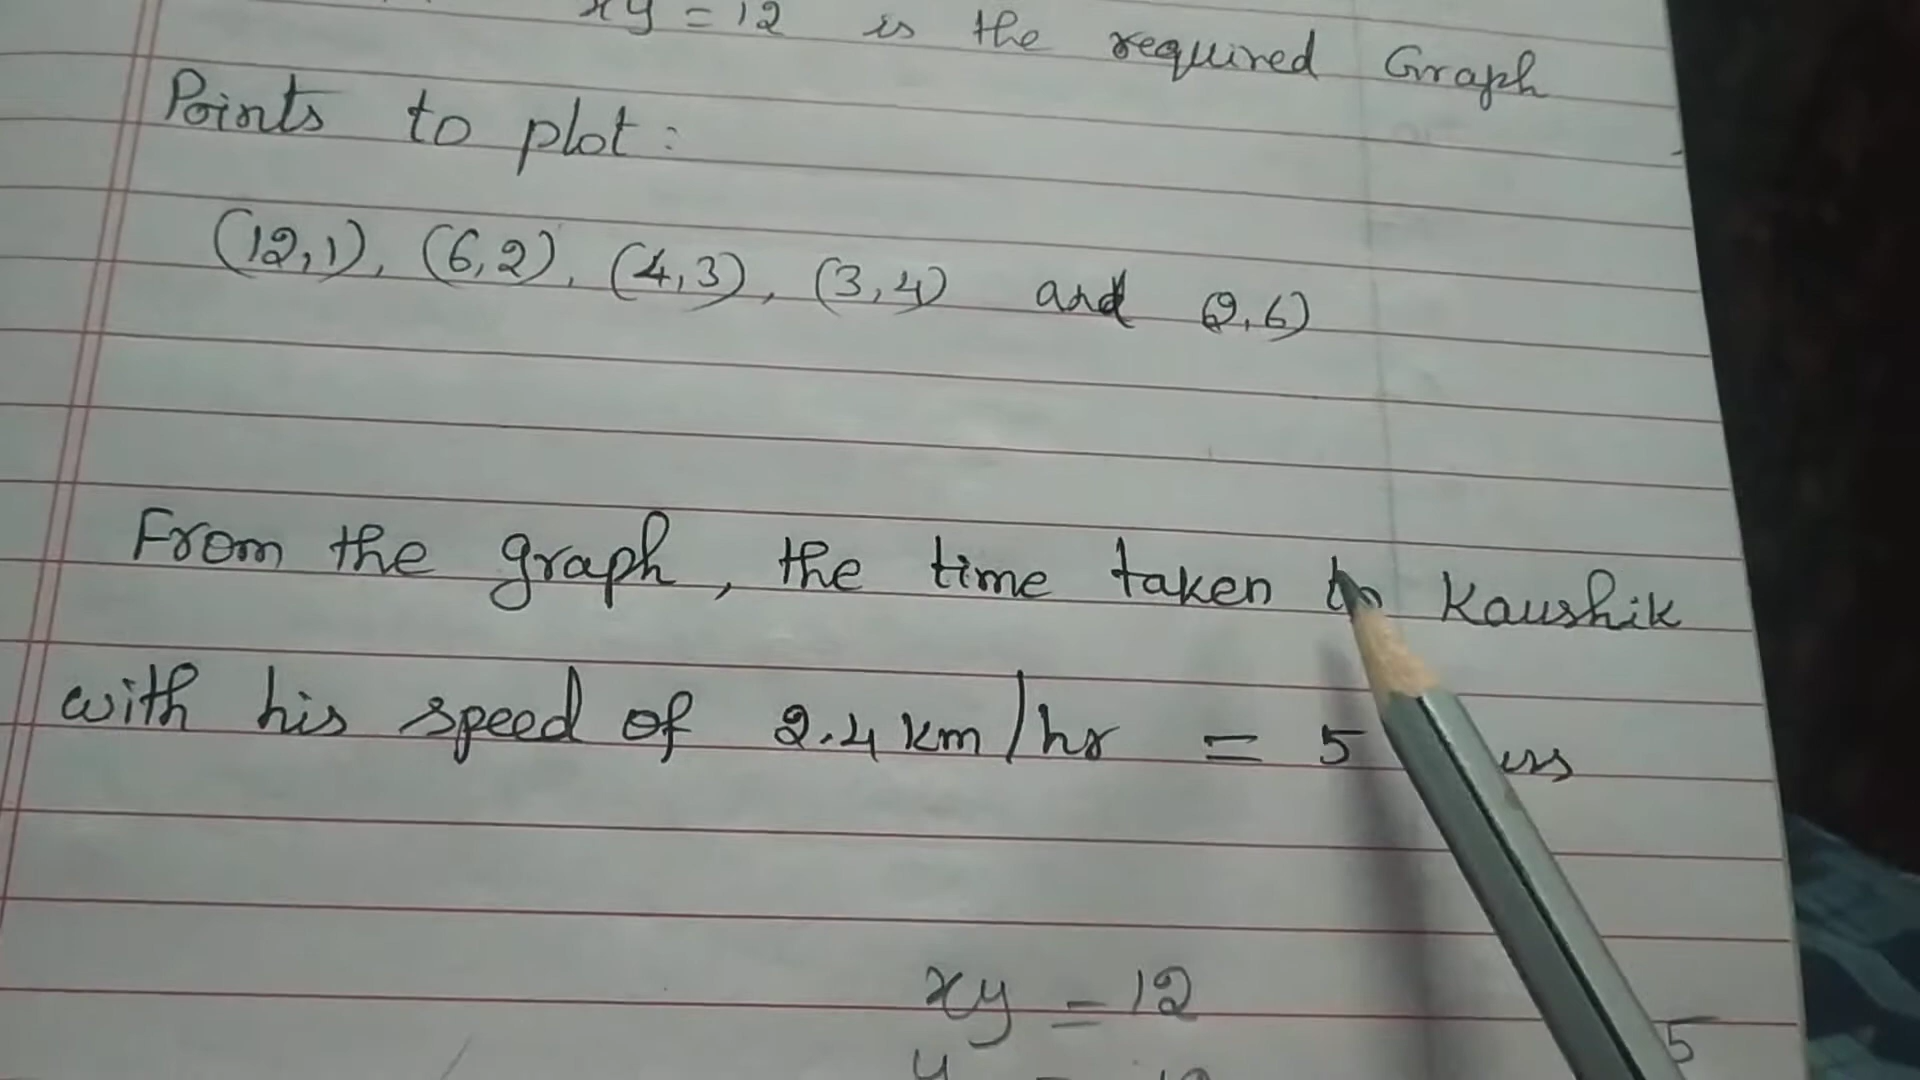 xy = 12 is the required Graph
Points to plot:
(12,1), (6,2), (4,3), (3,4) and (2,6)
From the graph, the time taken to Kaushik
with his speed of 2.4 km/hr = 5
xy = 12
5